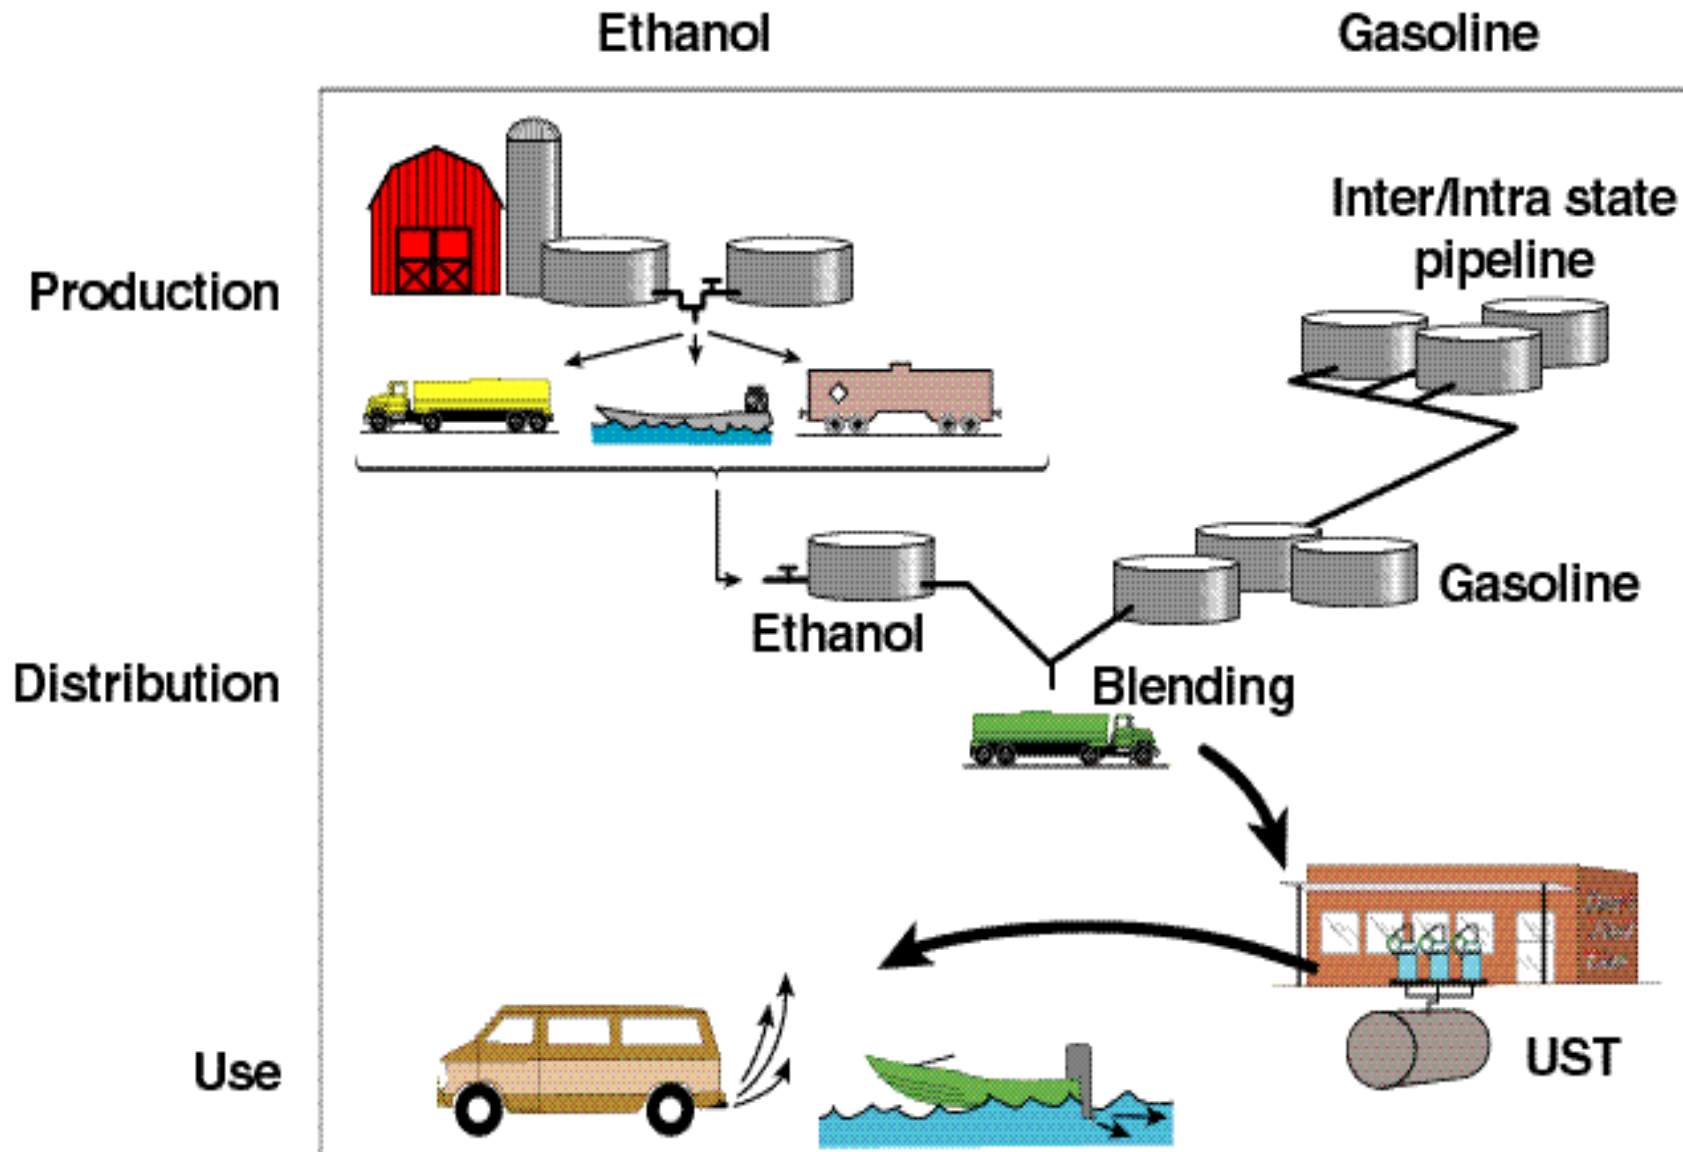 Ethanol
Gasoline
Inter/Intra state
pipeline
Production
Gasoline
Ethanol
Distribution
Blending
Use
UST